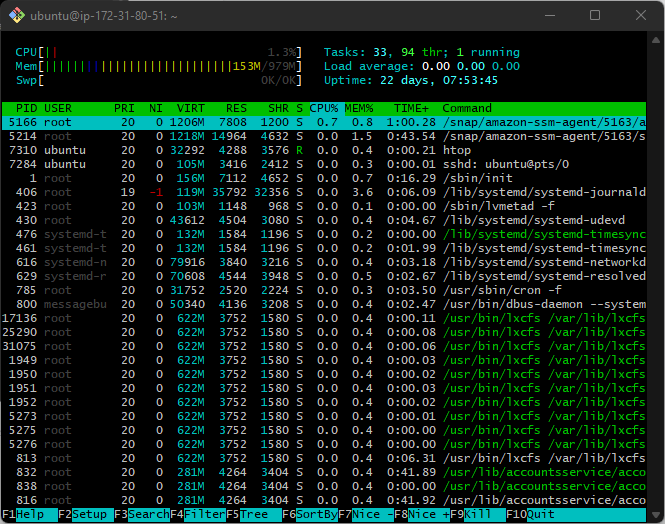 ubuntu@ip-172-31-80-51: ~
CPU[|| 1.3%] Tasks: 33, 94 thr; 1 running
Mem[||||||||||||||||||||||||||||||153M/979M] Load average: 0.00 0.00 0.00
Swp[ 0K/0K] Uptime: 22 days, 07:53:45
PID USER PRI NI VIRT RES SHR S CPU% MEM% TIME+ Command
5166 root 20 0 1206M 7808 1200 S 0.7 0.8 1:00.28 /snap/amazon-ssm-agent/5163/a
5214 root 20 0 1218M 14964 4632 S 0.0 1.5 0:43.54 /snap/amazon-ssm-agent/5163/s
7310 ubuntu 20 0 32292 4288 3576 R 0.0 0.4 0:00.21 htop
7284 ubuntu 20 0 105M 3416 2412 S 0.0 0.3 0:00.01 sshd: ubuntu@pts/0
1 root 20 0 156M 7112 4652 S 0.0 0.7 0:16.29 /sbin/init
406 root 19 -1 119M 35792 32356 S 0.0 3.6 0:06.09 /lib/systemd/systemd-journald
423 root 20 0 103M 1148 968 S 0.0 0.1 0:00.00 /sbin/lvmetad -f
430 root 20 0 43612 4504 3080 S 0.0 0.4 0:04.67 /lib/systemd/systemd-udevd
476 systemd-t 20 0 132M 1584 1196 S 0.0 0.2 0:00.00 /lib/systemd/systemd-timesync
461 systemd-t 20 0 132M 1584 1196 S 0.0 0.2 0:01.99 /lib/systemd/systemd-timesync
616 systemd-n 20 0 79916 3840 3216 S 0.0 0.4 0:03.18 /lib/systemd/systemd-networkd
629 systemd-r 20 0 70608 4544 3948 S 0.0 0.5 0:02.67 /lib/systemd/systemd-resolved
785 root 20 0 31752 2520 2224 S 0.0 0.3 0:03.50 /usr/sbin/cron -f
800 messagebu 20 0 50340 4136 3208 S 0.0 0.4 0:02.47 /usr/bin/dbus-daemon --system
17136 root 20 0 622M 3752 1580 S 0.0 0.4 0:00.11 /usr/bin/lxcfs /var/lib/lxcfs
25290 root 20 0 622M 3752 1580 S 0.0 0.4 0:00.08 /usr/bin/lxcfs /var/lib/lxcfs
31075 root 20 0 622M 3752 1580 S 0.0 0.4 0:00.06 /usr/bin/lxcfs /var/lib/lxcfs
1949 root 20 0 622M 3752 1580 S 0.0 0.4 0:00.03 /usr/bin/lxcfs /var/lib/lxcfs
1950 root 20 0 622M 3752 1580 S 0.0 0.4 0:00.02 /usr/bin/lxcfs /var/lib/lxcfs
1951 root 20 0 622M 3752 1580 S 0.0 0.4 0:00.03 /usr/bin/lxcfs /var/lib/lxcfs
1952 root 20 0 622M 3752 1580 S 0.0 0.4 0:00.02 /usr/bin/lxcfs /var/lib/lxcfs
5273 root 20 0 622M 3752 1580 S 0.0 0.4 0:00.01 /usr/bin/lxcfs /var/lib/lxcfs
5275 root 20 0 622M 3752 1580 S 0.0 0.4 0:00.00 /usr/bin/lxcfs /var/lib/lxcfs
5276 root 20 0 622M 3752 1580 S 0.0 0.4 0:00.00 /usr/bin/lxcfs /var/lib/lxcfs
813 root 20 0 622M 3752 1580 S 0.0 0.4 0:06.31 /usr/bin/lxcfs /var/lib/lxcfs
832 root 20 0 281M 4264 3404 S 0.0 0.4 0:41.89 /usr/lib/accountsservice/acco
838 root 20 0 281M 4264 3404 S 0.0 0.4 0:00.00 /usr/lib/accountsservice/acco
816 root 20 0 281M 4264 3404 S 0.0 0.4 0:41.92 /usr/lib/accountsservice/acco
F1Help F2Setup F3SearchF4FilterF5Tree F6SortByF7Nice -F8Nice +F9Kill F10Quit